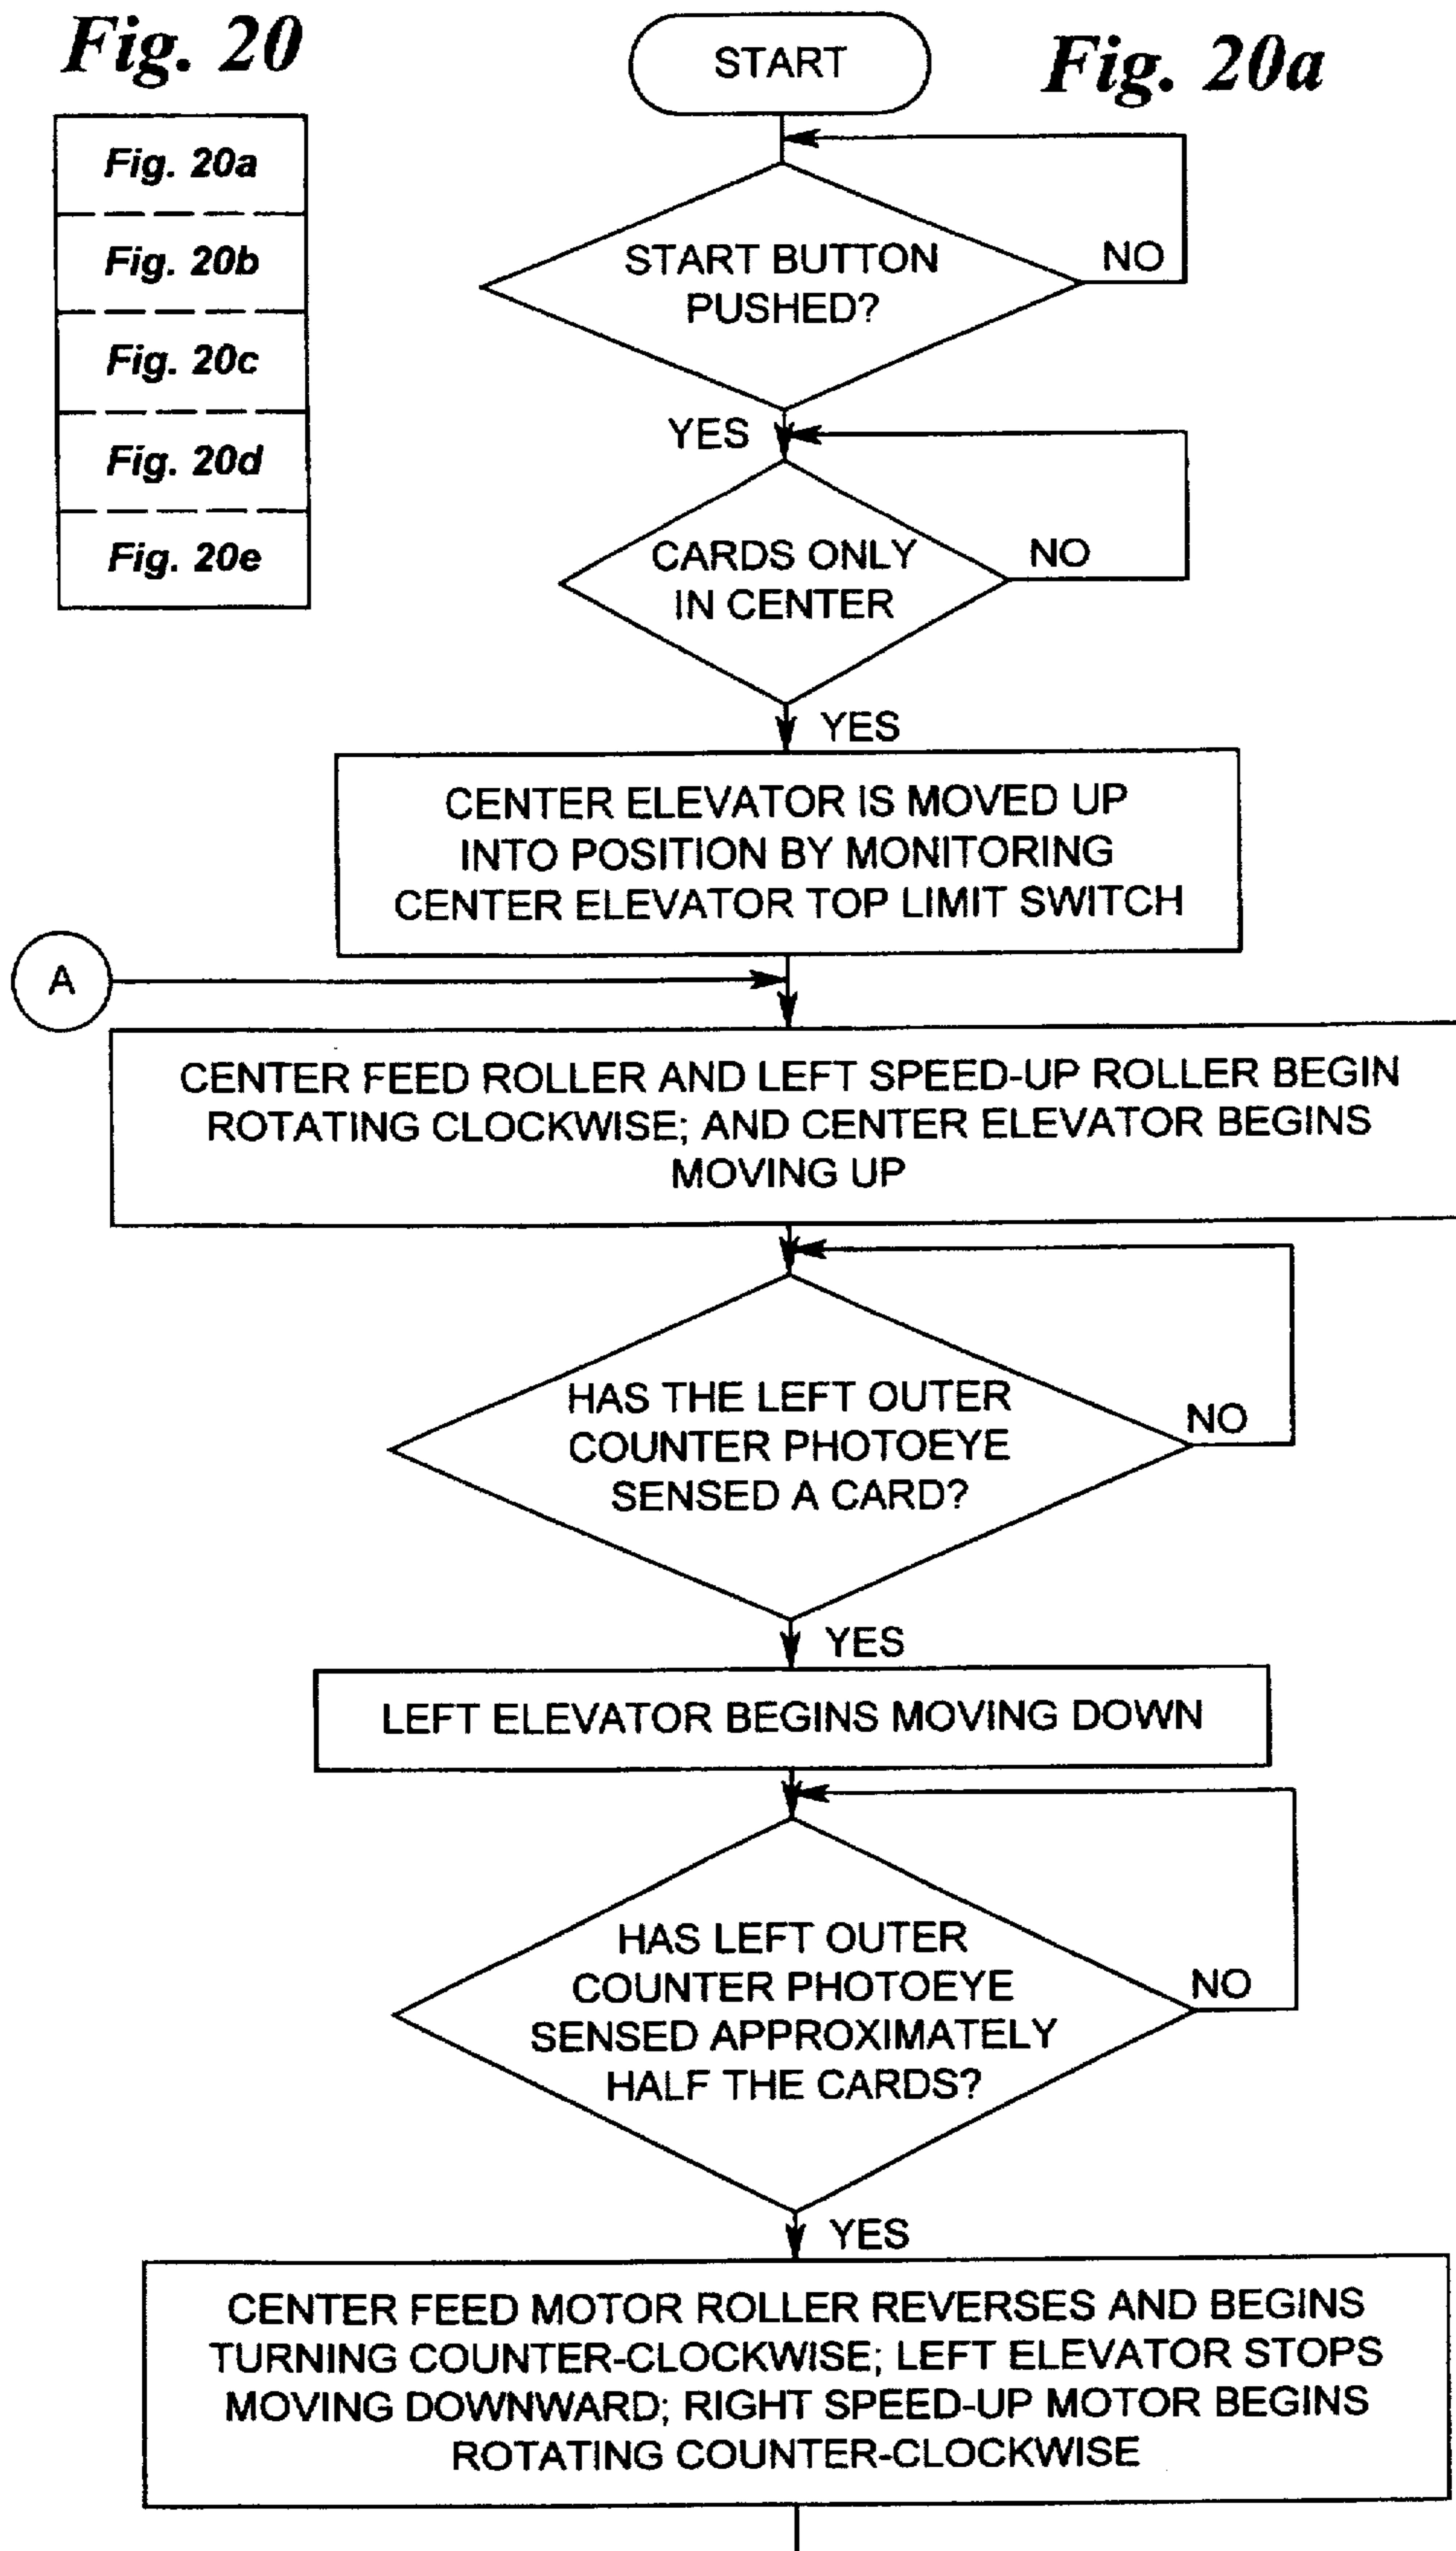 Fig. 20
Fig. 20a
Fig. 20b
Fig. 20c
Fig. 20d
Fig. 20e
Fig. 20a
START
START BUTTON
PUSHED?
NO
YES
CARDS ONLY
IN CENTER
NO
YES
CENTER ELEVATOR IS MOVED UP
INTO POSITION BY MONITORING
CENTER ELEVATOR TOP LIMIT SWITCH
A
CENTER FEED ROLLER AND LEFT SPEED-UP ROLLER BEGIN
ROTATING CLOCKWISE; AND CENTER ELEVATOR BEGINS
MOVING UP
HAS THE LEFT OUTER
COUNTER PHOTOEYE
SENSED A CARD?
NO
YES
LEFT ELEVATOR BEGINS MOVING DOWN
HAS LEFT OUTER
COUNTER PHOTOEYE
SENSED APPROXIMATELY
HALF THE CARDS?
NO
YES
CENTER FEED MOTOR ROLLER REVERSES AND BEGINS
TURNING COUNTER-CLOCKWISE; LEFT ELEVATOR STOPS
MOVING DOWNWARD; RIGHT SPEED-UP MOTOR BEGINS
ROTATING COUNTER-CLOCKWISE